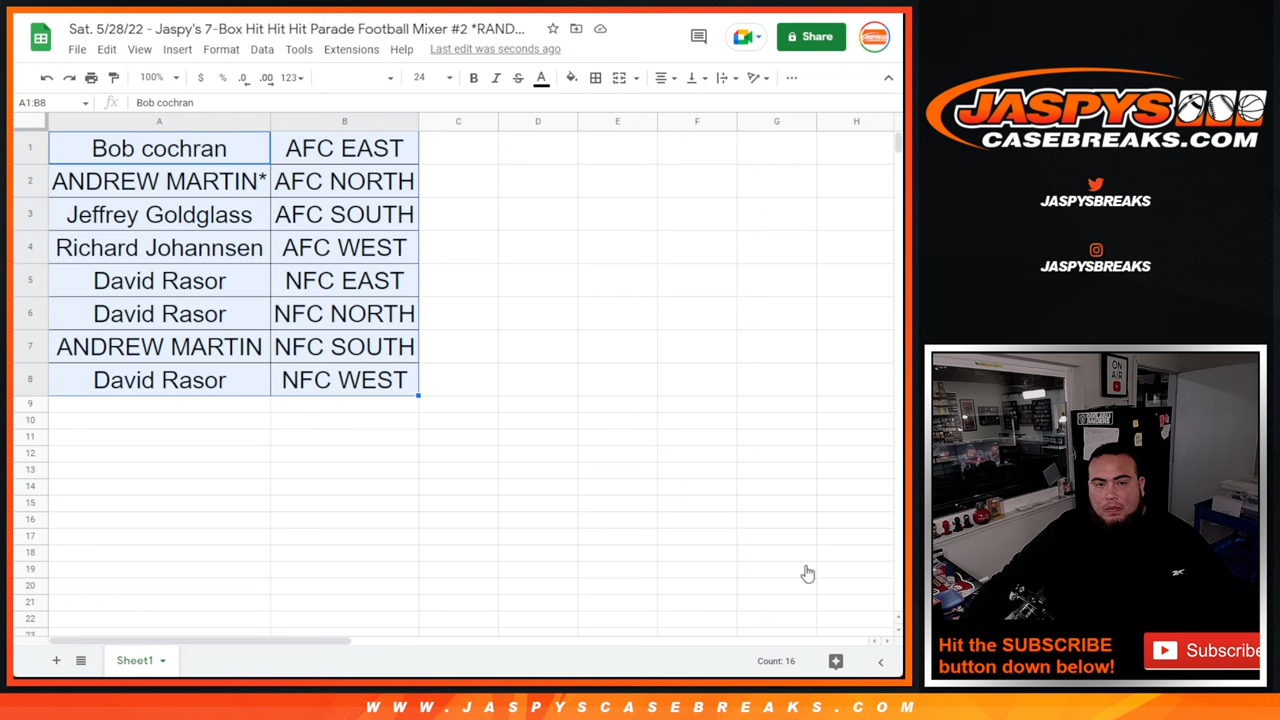 Sat. 5/28/22 - Jaspy's 7-Box Hit Hit Hit Parade Football Mixer #2 *RAND...
File Edit View Insert Format Data Tools Extensions Help Last edit was seconds ago
Share
100% $ % .0 .00 123 24 B I S A
A1:B8 fx Bob cochran
A B C D E F G H
1 Bob cochran AFC EAST
2 ANDREW MARTIN* AFC NORTH
3 Jeffrey Goldglass AFC SOUTH
4 Richard Johannsen AFC WEST
5 David Rasor NFC EAST
6 David Rasor NFC NORTH
7 ANDREW MARTIN NFC SOUTH
8 David Rasor NFC WEST
9
10
11
12
13
14
15
16
17
18
19
20
21
22
23
+ Sheet1 Count: 16
JASPYS
CASEBREAKS.COM
JASPYSBREAKS
JASPYSBREAKS
ON
AIR
Hit the SUBSCRIBE
button down below!
Subscribe
WWW.JASPYSCASEBREAKS.COM